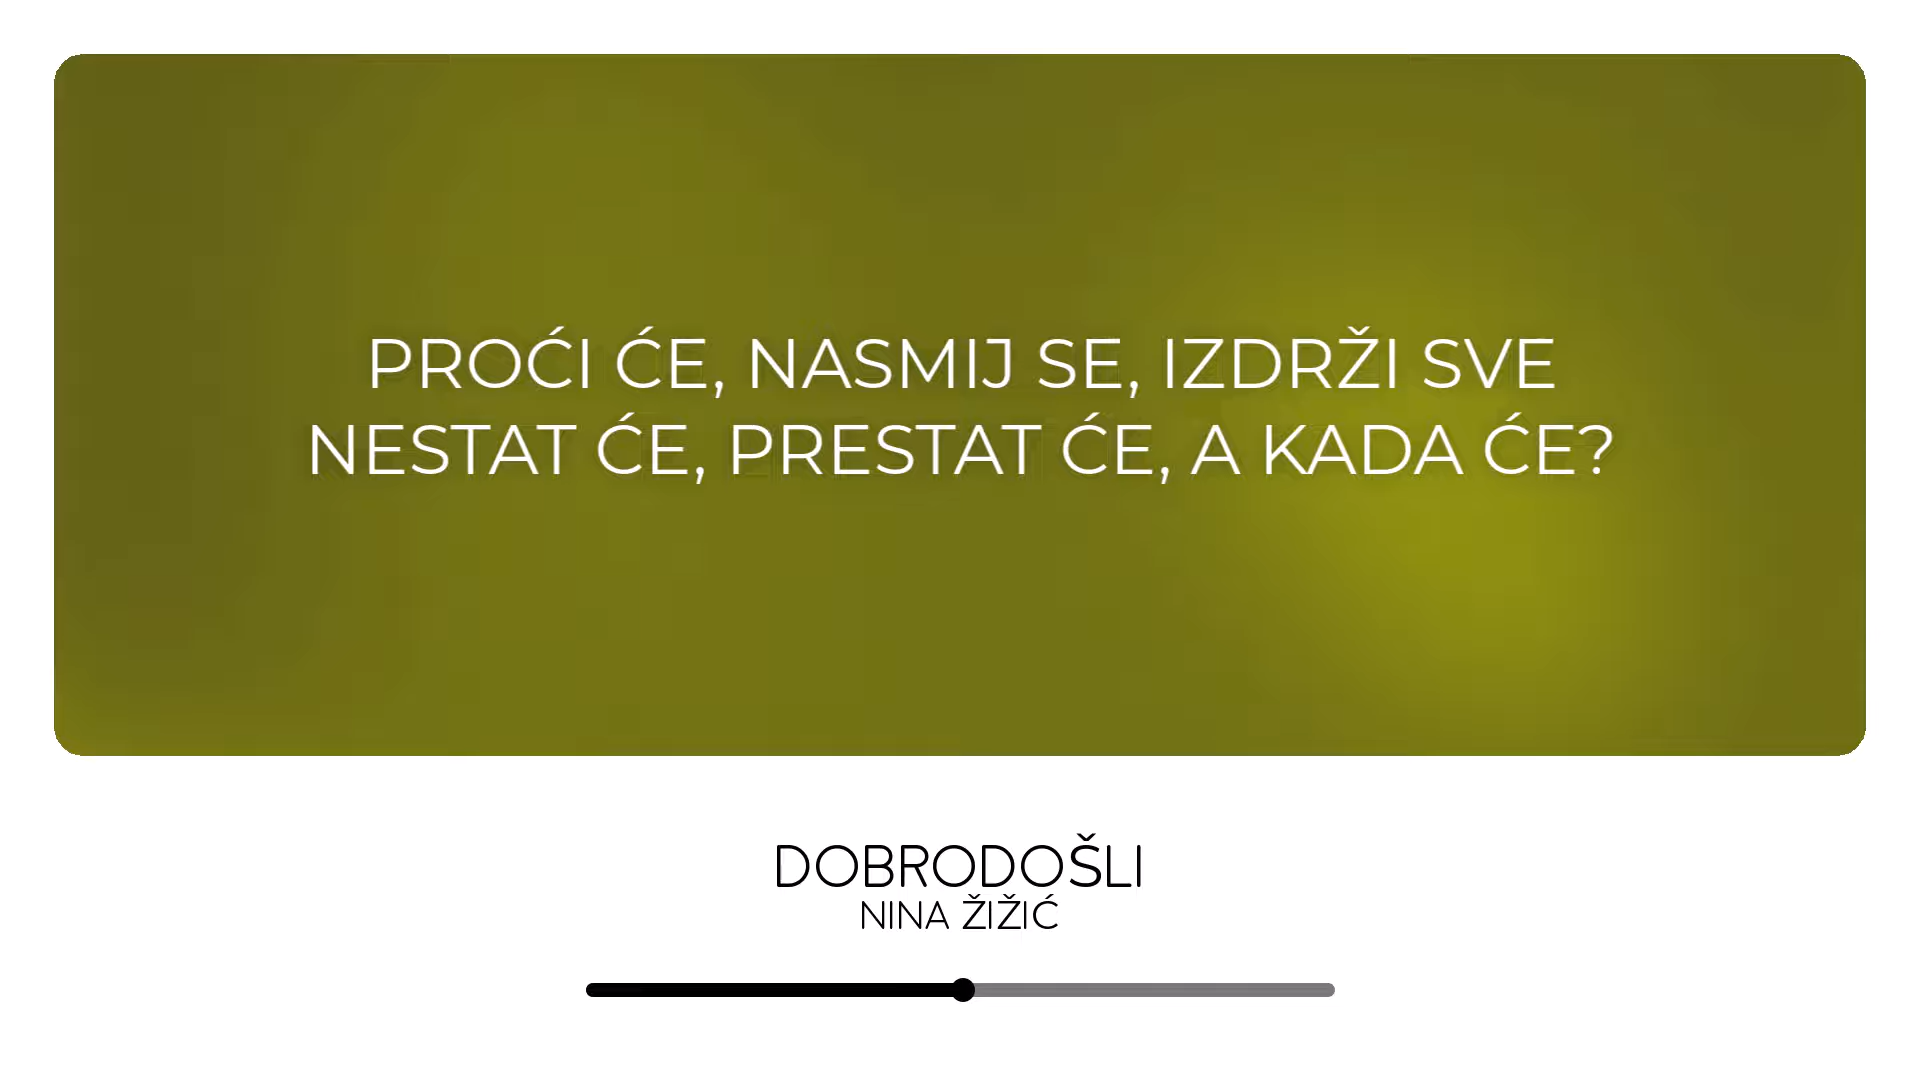 PROĆI ĆE, NASMIJ SE, IZDRŽI SVE
NESTAT ĆE, PRESTAT ĆE, A KADA ĆE?
DOBRODOŠLI
NINA ŽIŽIĆ